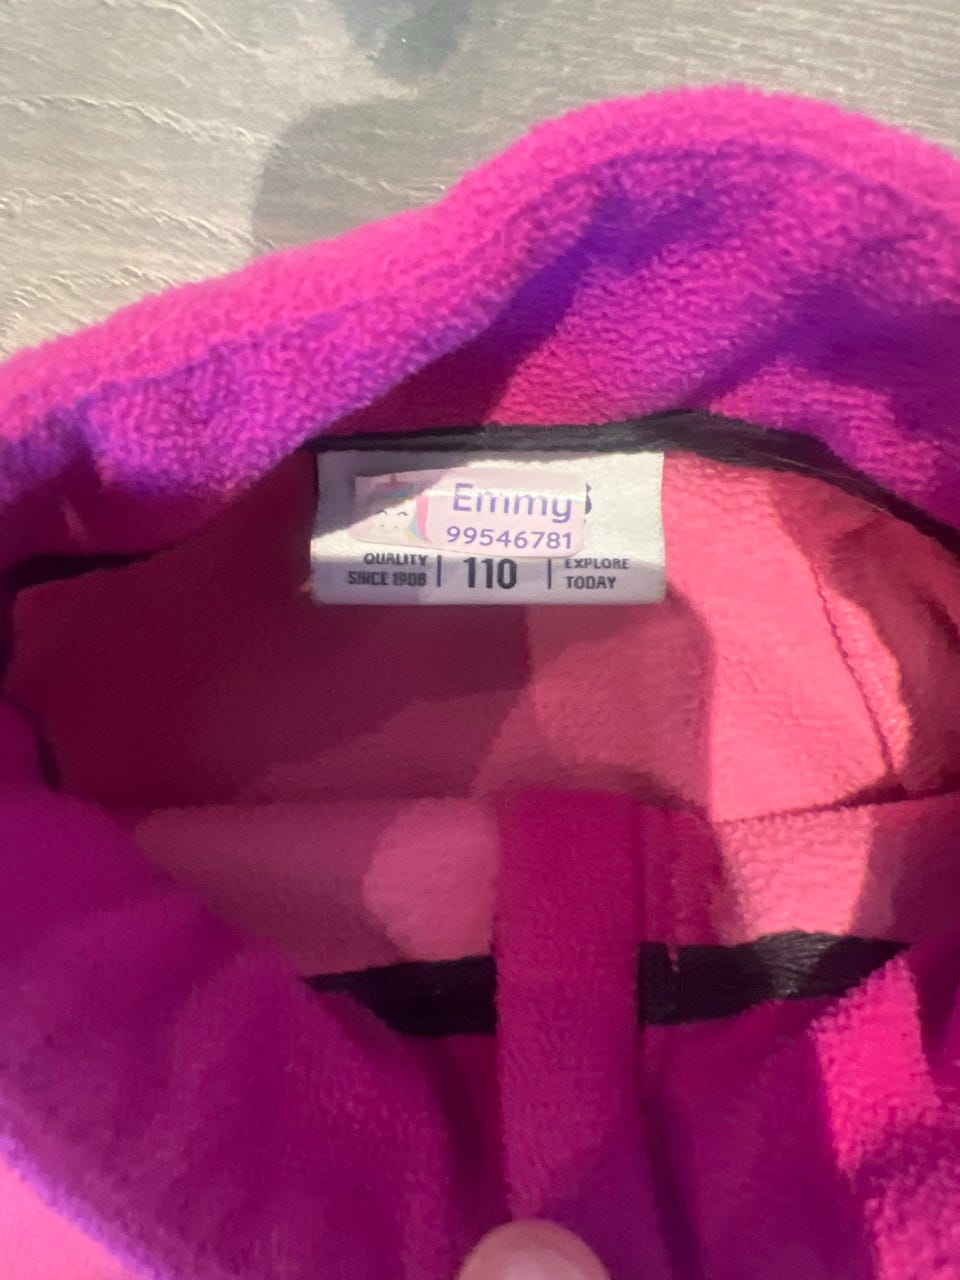 Emmy
99546781
QUALITY
SINCE 1908
110
EXPLORE
TODAY